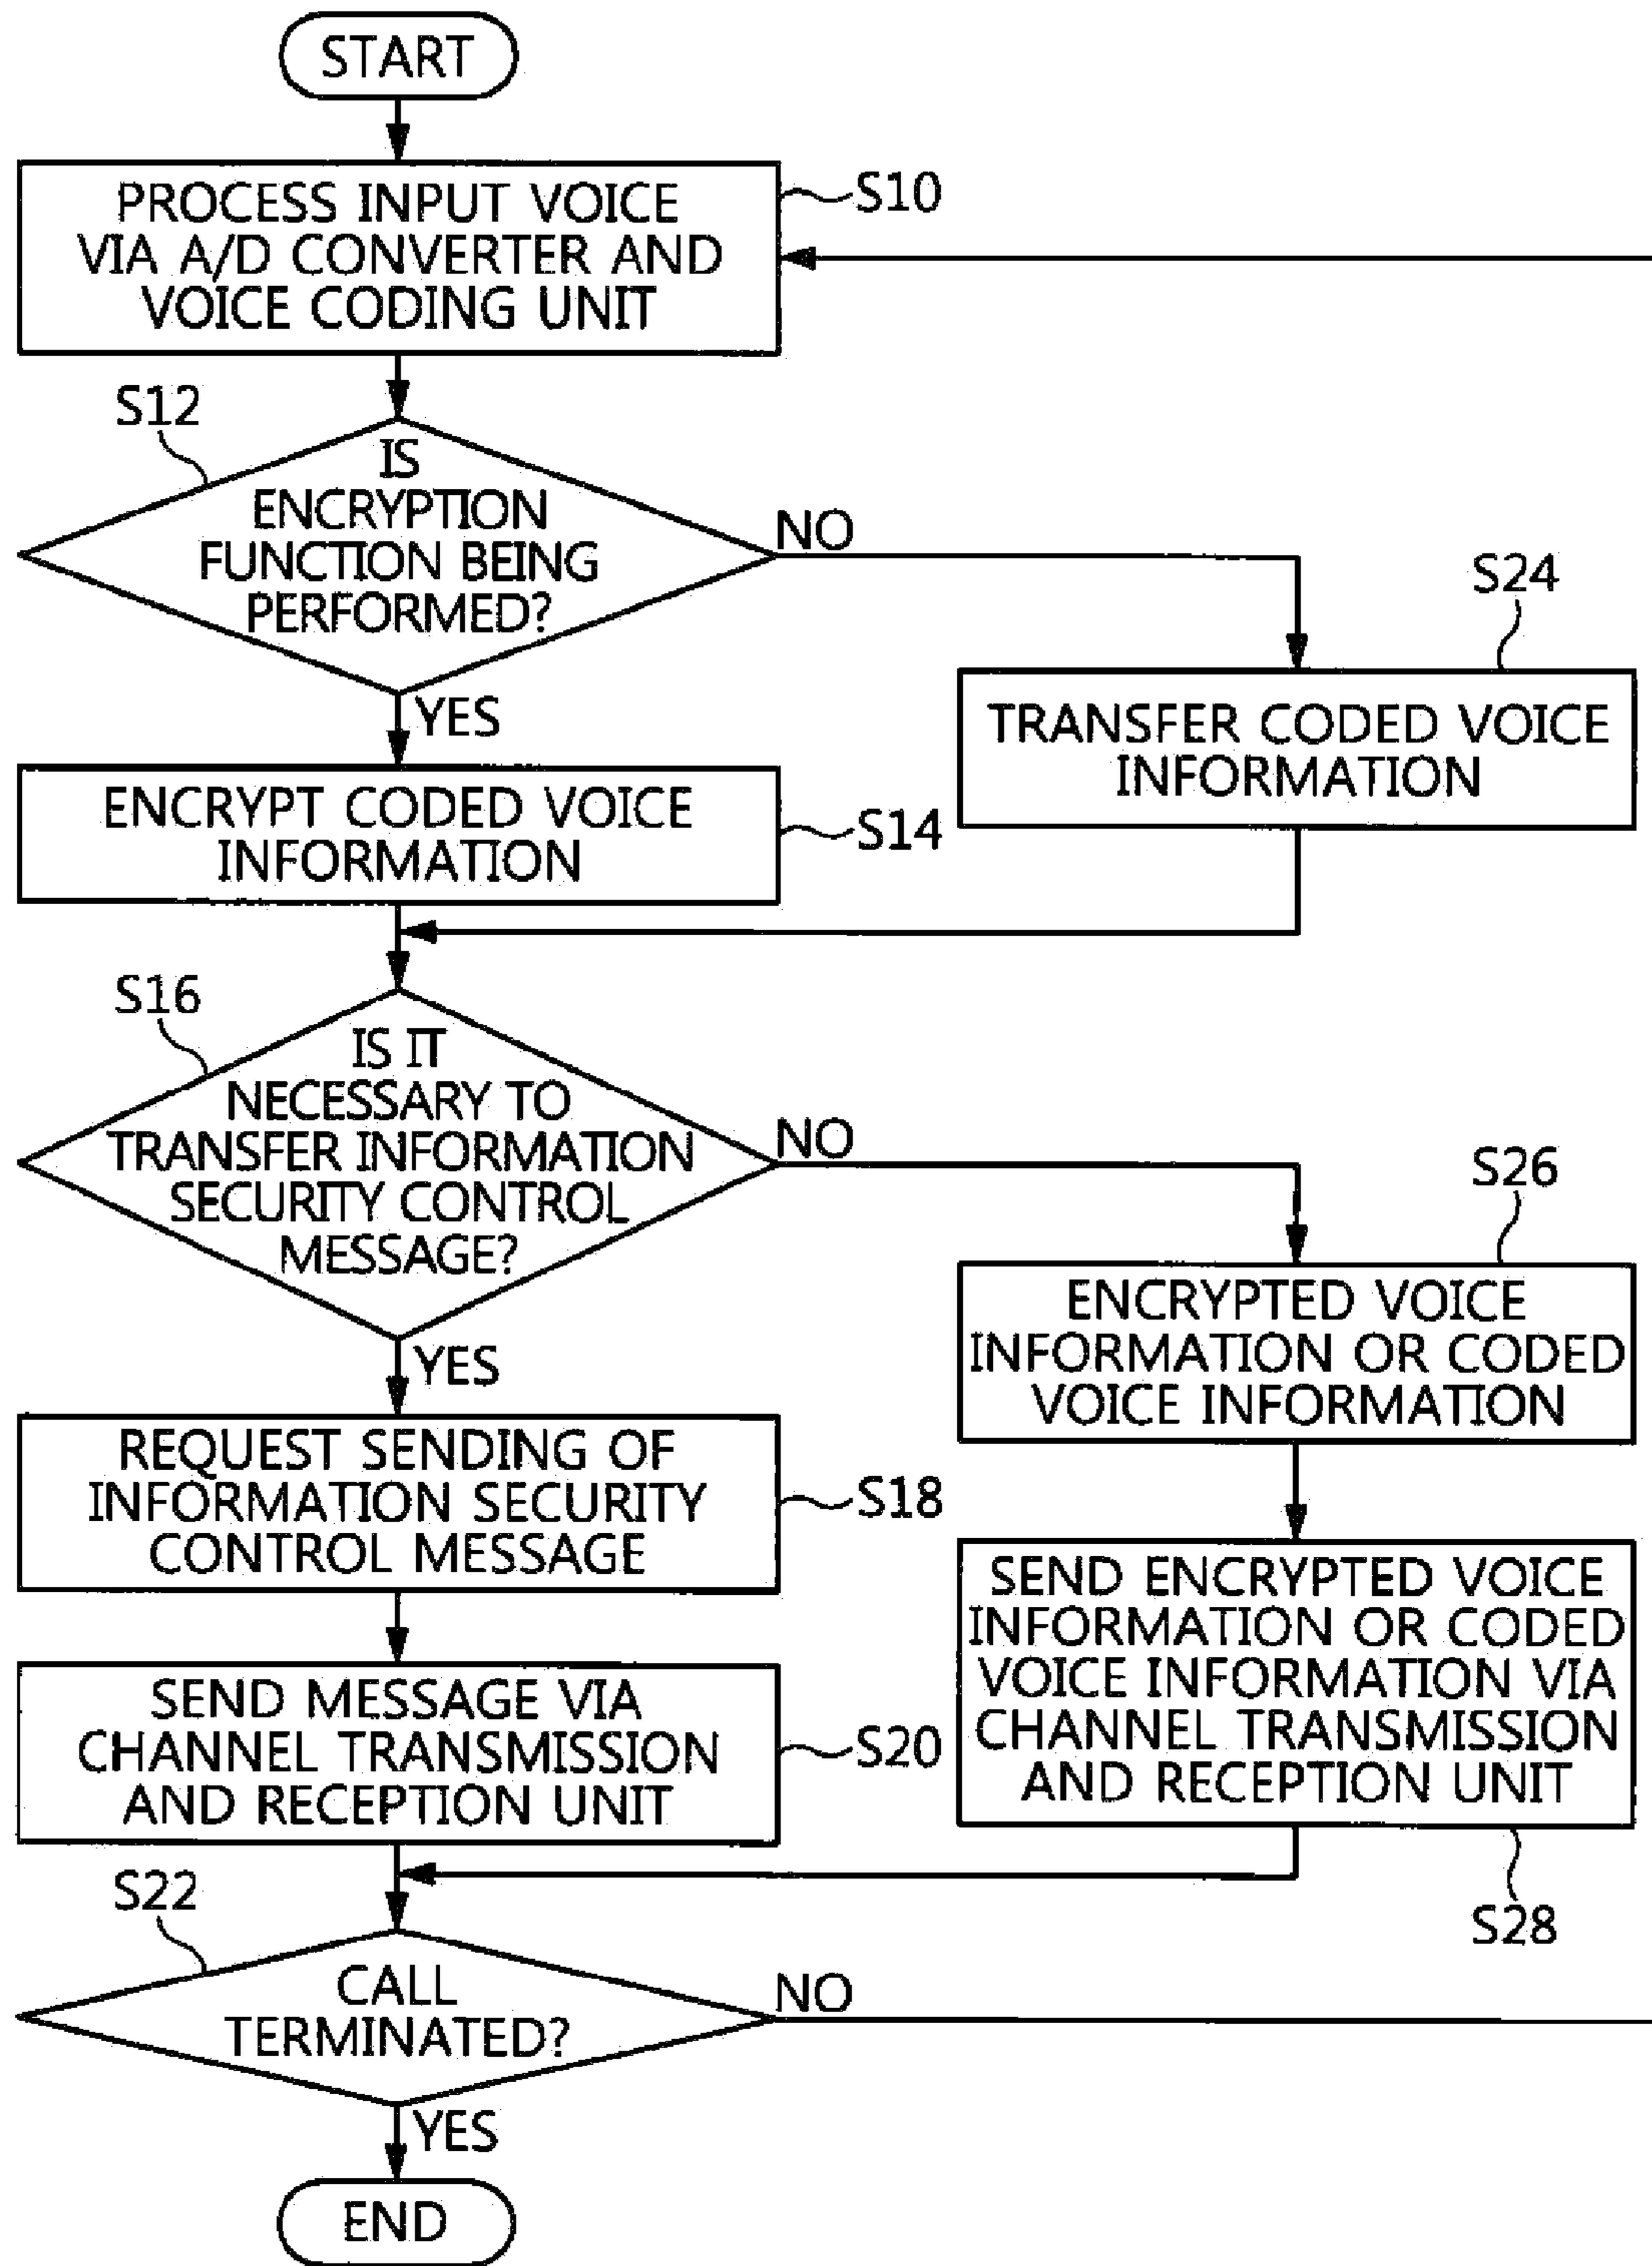 START
PROCESS INPUT VOICE
VIA A/D CONVERTER AND
VOICE CODING UNIT
S10
S12
IS
ENCRYPTION
FUNCTION BEING
PERFORMED?
NO
YES
S24
TRANSFER CODED VOICE
INFORMATION
ENCRYPT CODED VOICE
INFORMATION
S14
S16
IS IT
NECESSARY TO
TRANSFER INFORMATION
SECURITY CONTROL
MESSAGE?
NO
YES
S26
ENCRYPTED VOICE
INFORMATION OR CODED
VOICE INFORMATION
REQUEST SENDING OF
INFORMATION SECURITY
CONTROL MESSAGE
S18
SEND ENCRYPTED VOICE
INFORMATION OR CODED
VOICE INFORMATION VIA
CHANNEL TRANSMISSION
AND RECEPTION UNIT
S28
SEND MESSAGE VIA
CHANNEL TRANSMISSION
AND RECEPTION UNIT
S20
S22
CALL
TERMINATED?
NO
YES
END